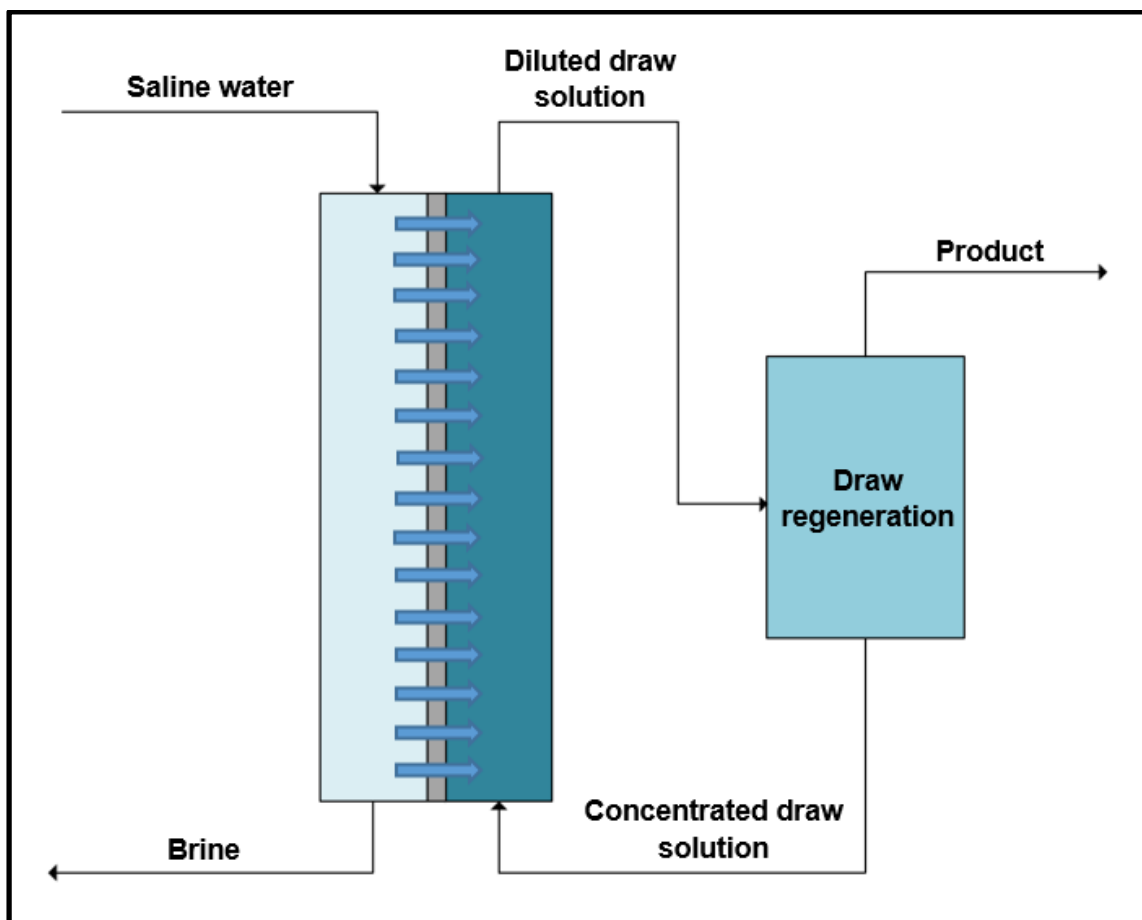 Saline water
Diluted draw
solution
Product
Draw
regeneration
Concentrated draw
solution
Brine